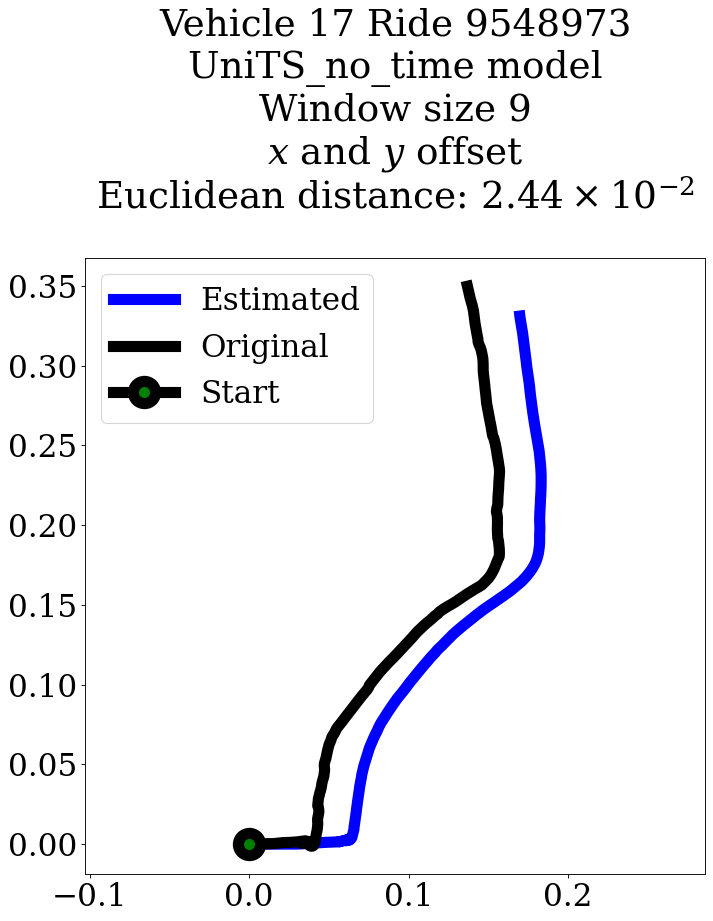 Vehicle 17 Ride 9548973
UniTS_no_time model
Window size 9
x and y offset
Euclidean distance: 2.44 × 10⁻²
Estimated
Original
Start
0.35
0.30
0.25
0.20
0.15
0.10
0.05
0.00
−0.1 0.0 0.1 0.2